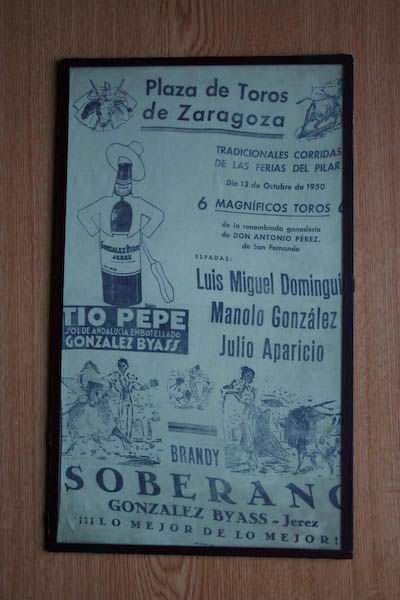 Plaza de Toros
de Zaragoza
TRADICIONALES CORRIDAS
DE LAS FERIAS DEL PILAR
Día 13 de Octubre de 1950
6 MAGNÍFICOS TOROS 6
de la renombrada ganadería
de DON ANTONIO PÉREZ,
de San Fernando
ESPADAS:
Luis Miguel Domingui
Manolo González
Julio Aparicio
GONZALEZ BYASS
JEREZ
TIO PEPE
SOL DE ANDALUCIA EMBOTELLADO
GONZALEZ BYASS
BRANDY
SOBERANO
GONZALEZ BYASS - Jerez
¡¡¡LO MEJOR DE LO MEJOR!